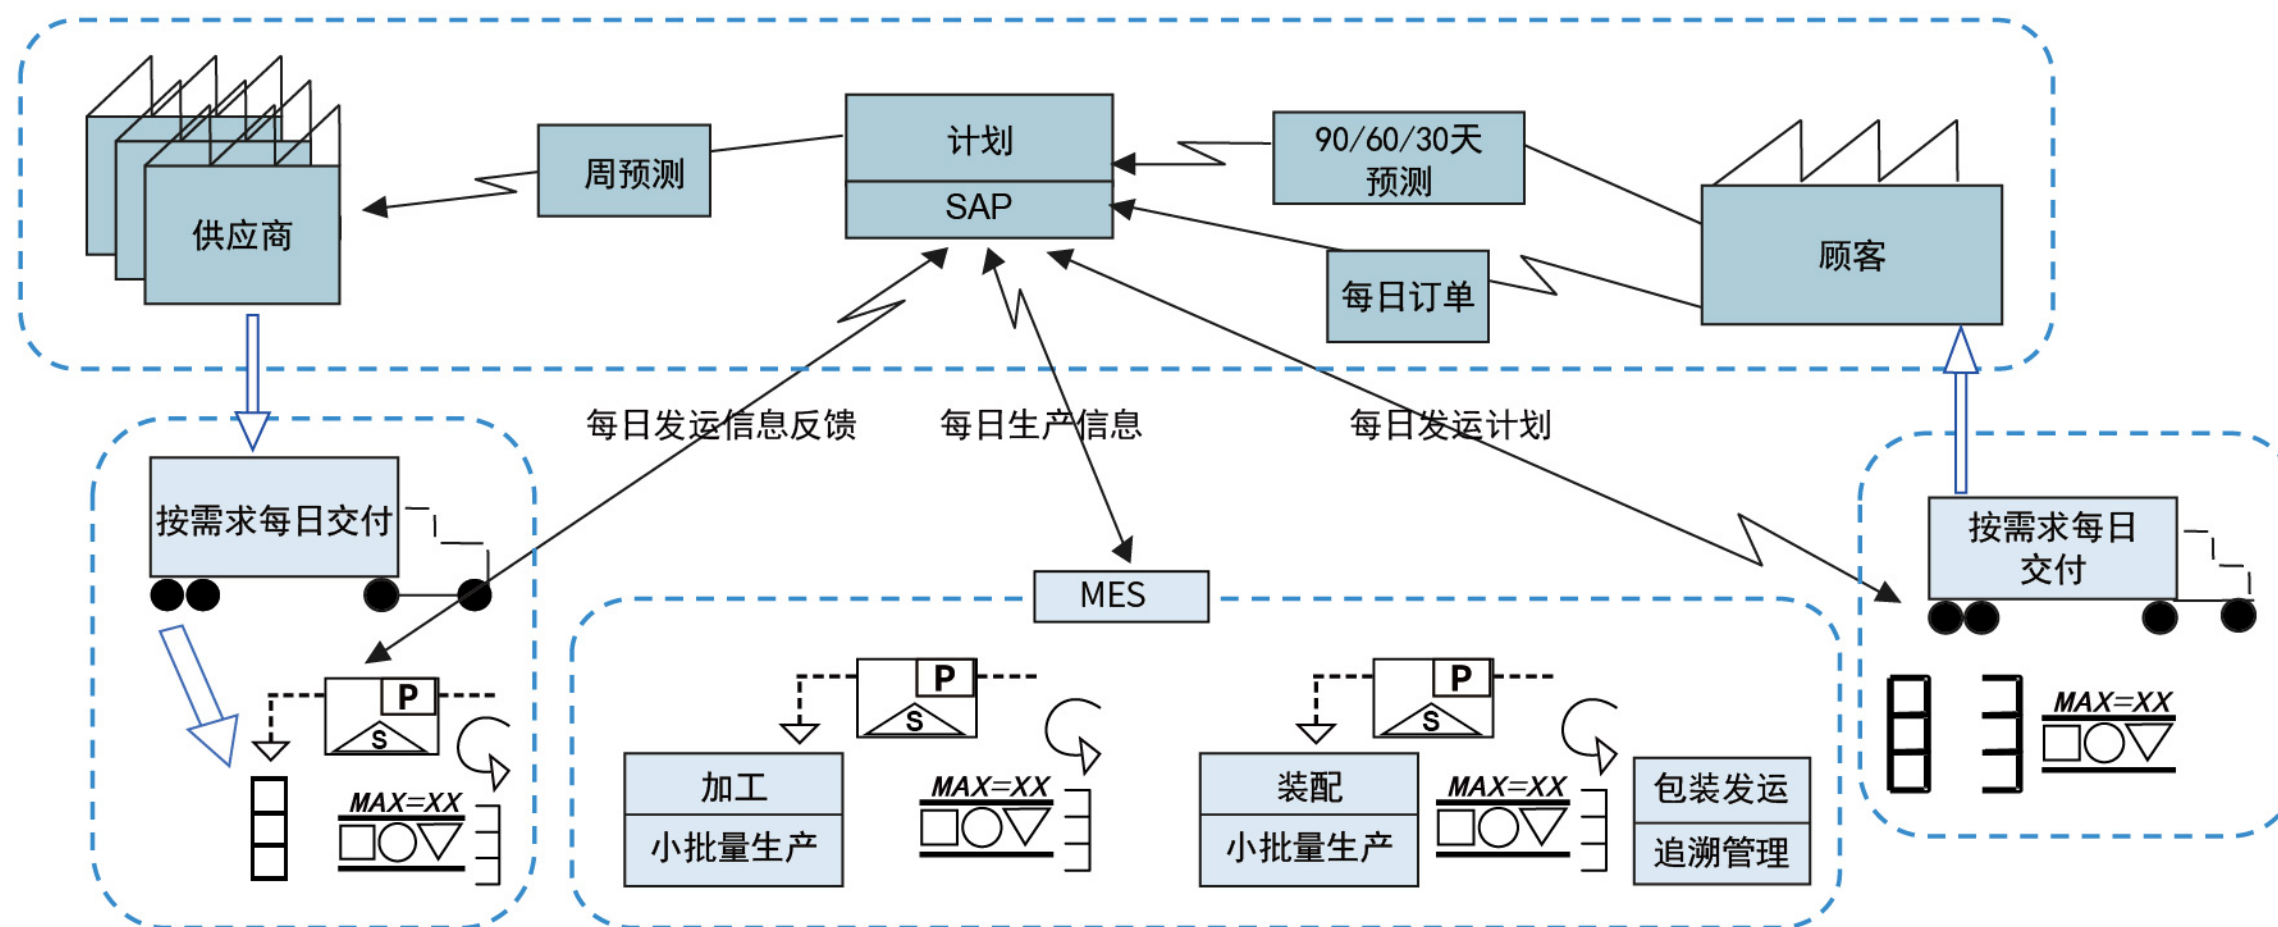 供应商
周预测
计划
SAP
90/60/30天
预测
每日订单
顾客
每日发运信息反馈
每日生产信息
每日发运计划
按需求每日交付
P
S
MAX=XX
MES
P
S
加工
小批量生产
MAX=XX
P
S
装配
小批量生产
MAX=XX
包装发运
追溯管理
按需求每日
交付
MAX=XX